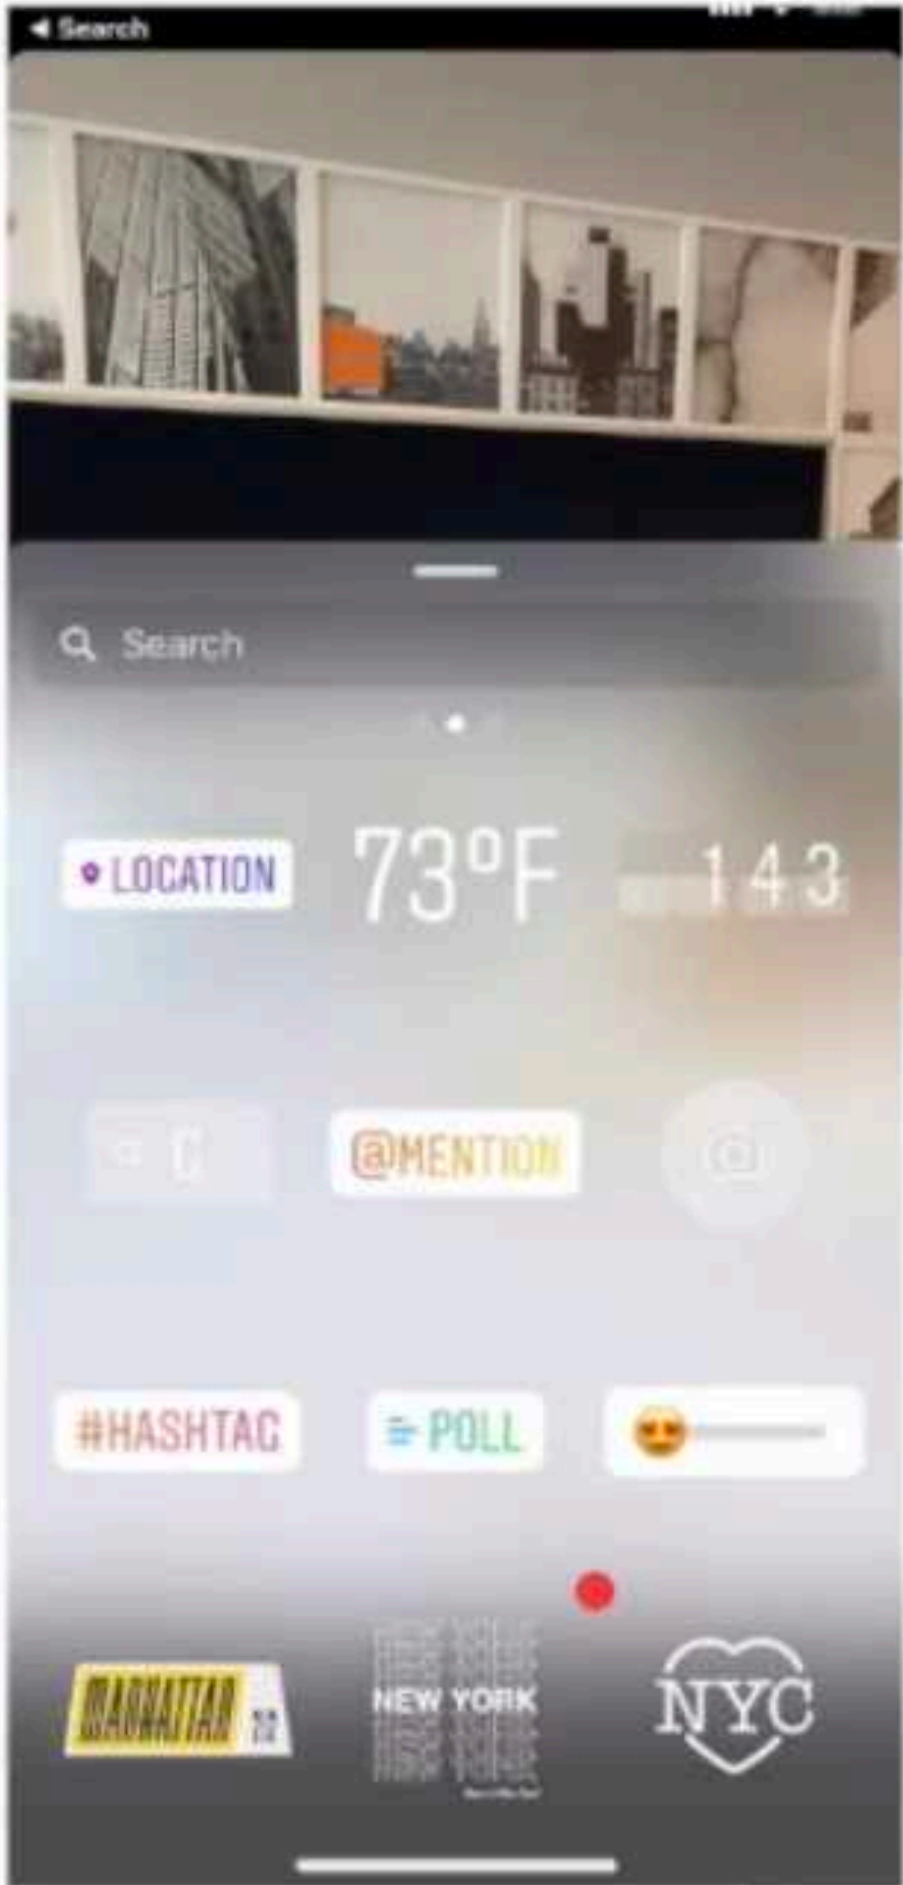 Search
Search
LOCATION
73°F
143
@MENTION
#HASHTAG
POLL
MANHATTAN
NEW YORK
NYC